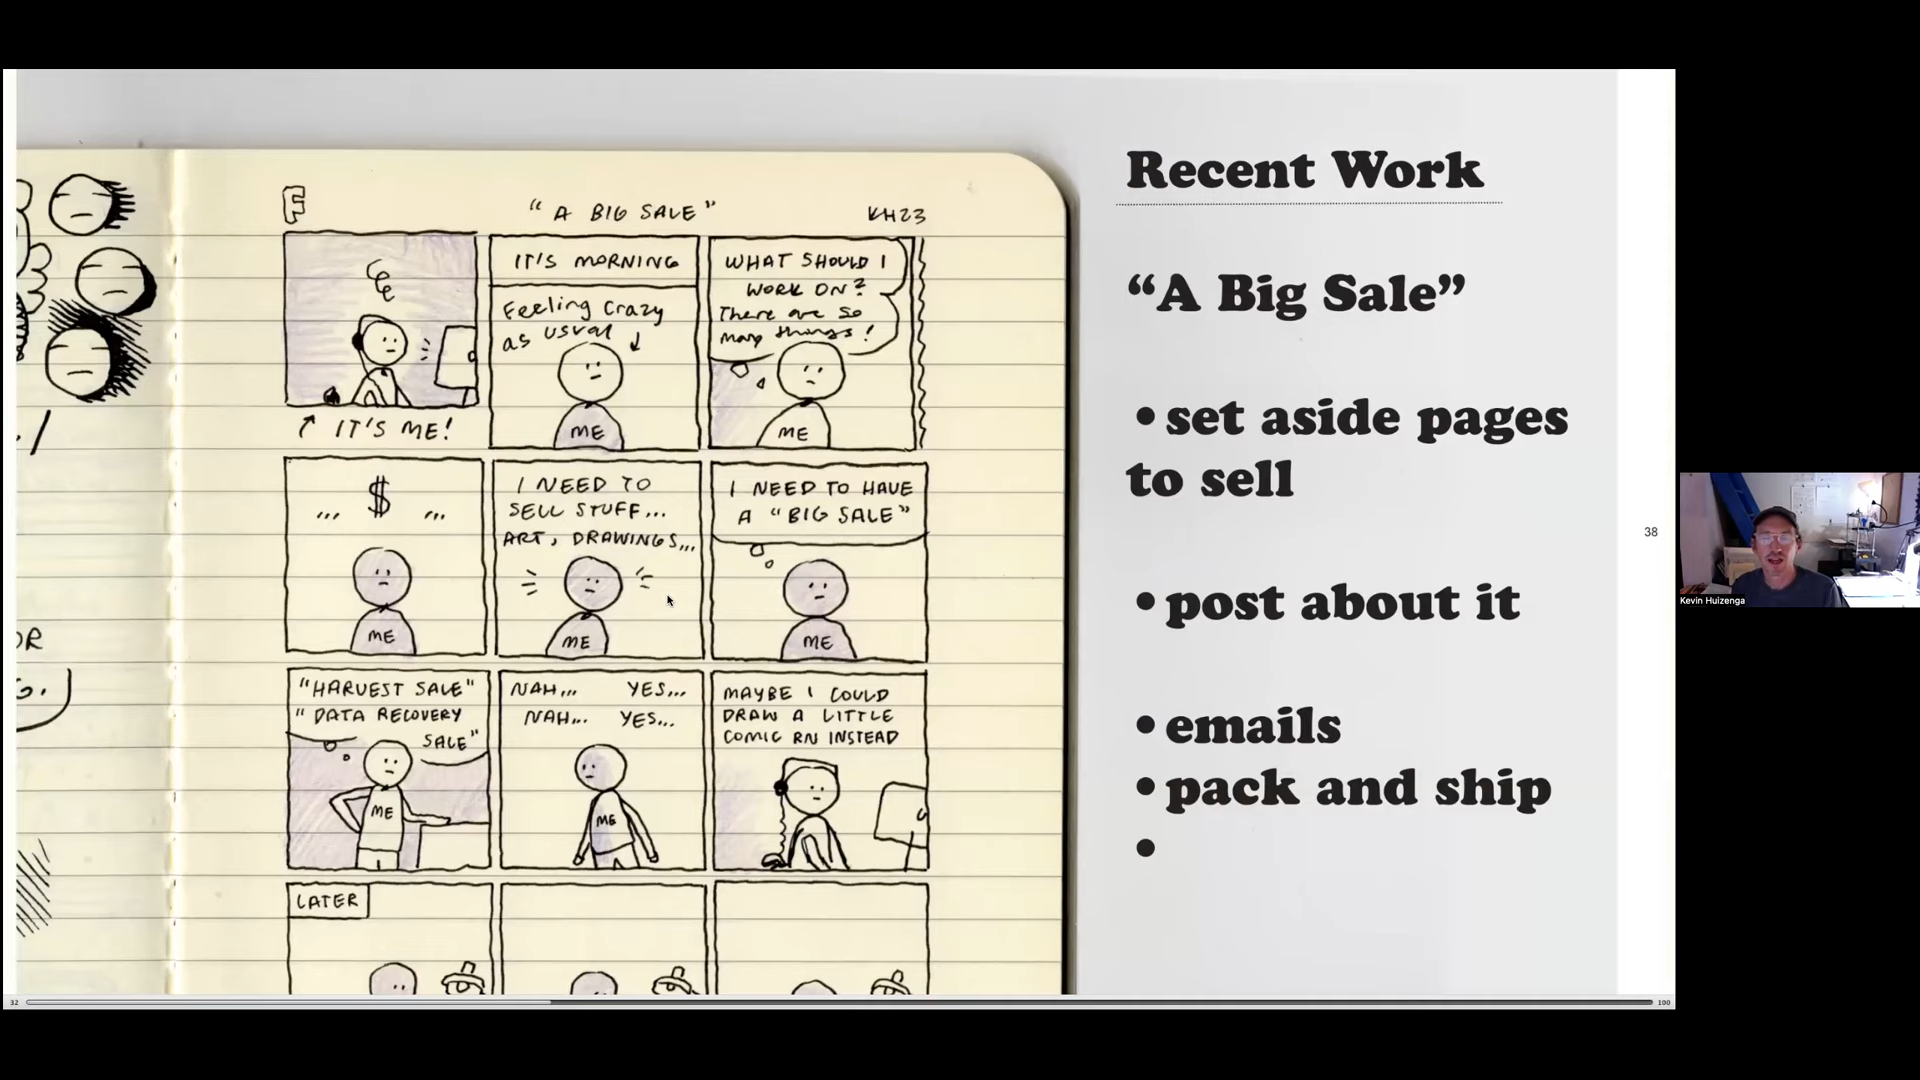 F
"A BIG SALE"
KH23
IT'S ME!
IT'S MORNING
Feeling Crazy
as usual
ME
WHAT SHOULD I
WORK ON?
There are so
many things!
ME
... $ ...
ME
I NEED TO
SELL STUFF...
ART, DRAWINGS...
ME
I NEED TO HAVE
A "BIG SALE"
ME
"HARVEST SALE"
"DATA RECOVERY
SALE"
ME
NAH... YES...
NAH... YES...
ME
MAYBE I COULD
DRAW A LITTLE
COMIC RN INSTEAD
LATER
OR
G.
Recent Work
“A Big Sale”
•set aside pages
to sell
•post about it
•emails
•pack and ship
•
38
Kevin Huizenga
32
100